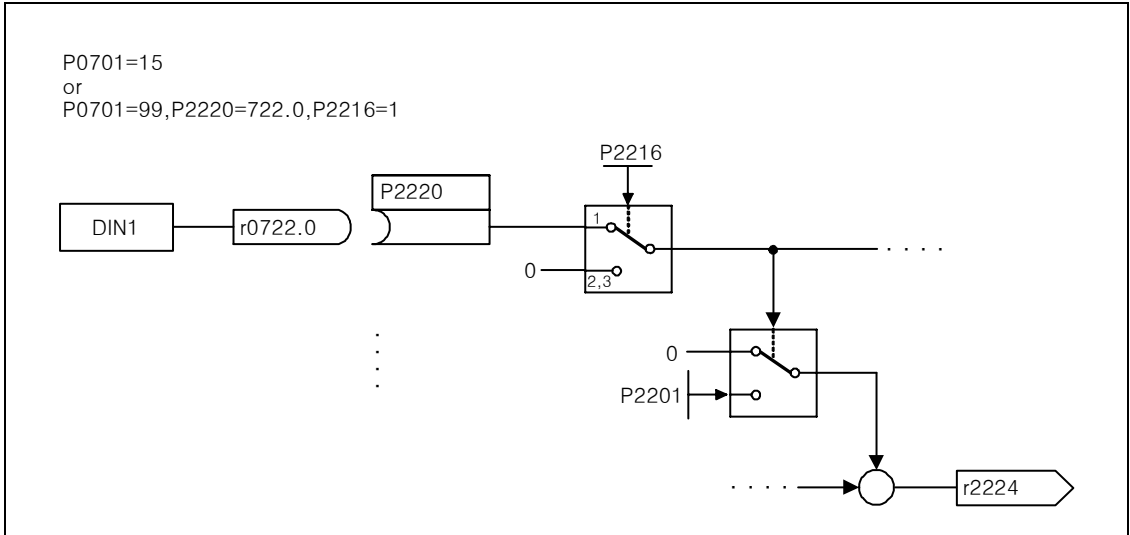 P0701=15
or
P0701=99,P2220=722.0,P2216=1
P2216
P2220
DIN1
r0722.0
1
0
2,3
. . . .
0
P2201
. . . .
r2224